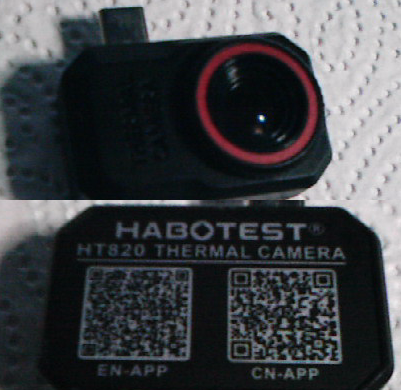 HABOTEST®
HT820 THERMAL CAMERA
EN-APP
CN-APP